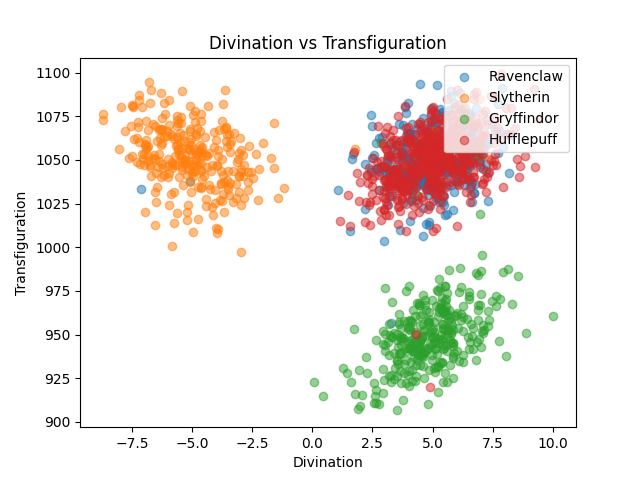 Divination vs Transfiguration
Ravenclaw
Slytherin
Gryffindor
Hufflepuff
1100
1075
1050
1025
1000
975
950
925
900
Transfiguration
−7.5 −5.0 −2.5 0.0 2.5 5.0 7.5 10.0
Divination